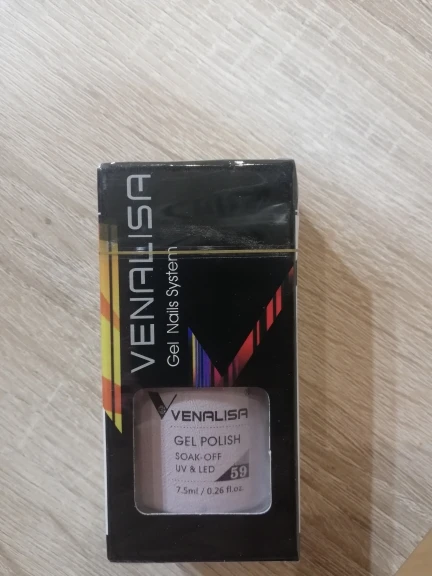 VENALISA
Gel Nails System
VENALISA
GEL POLISH
SOAK-OFF
UV & LED
59
7.5ml / 0.26 fl.oz